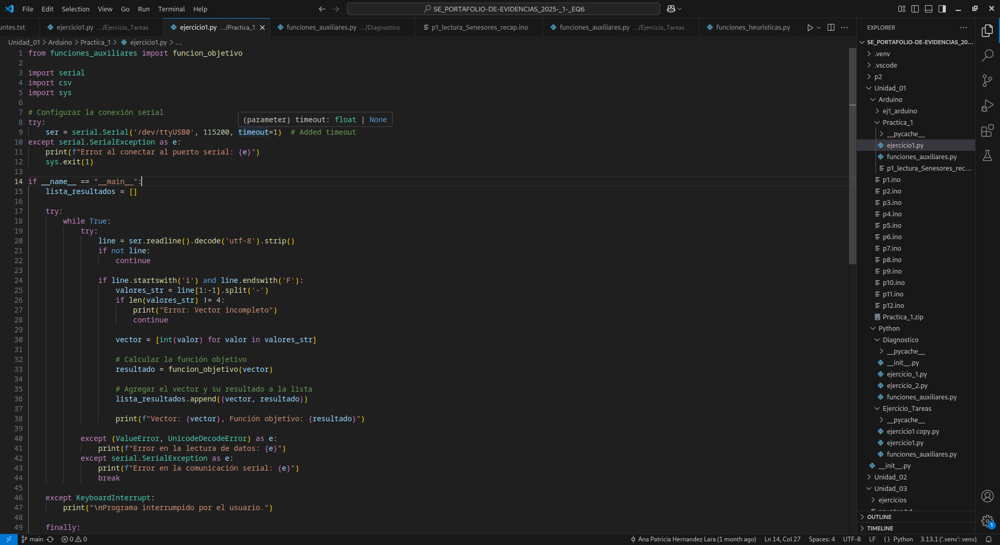 File Edit Selection View Go Run Terminal Help
SE_PORTAFOLIO-DE-EVIDENCIAS_2025-_1-_EQ6
untes.txt ejercicio1.py .../Ejercicio_Tareas ejercicio1.py .../Practica_1 funciones_auxiliares.py .../Diagnostico p1_lectura_Senesores_recap.ino funciones_auxiliares.py .../Ejercicio_Tareas funciones_heuristicas.py
Unidad_01 > Arduino > Practica_1 > ejercicio1.py > ...
1 from funciones_auxiliares import funcion_objetivo
2
3 import serial
4 import csv
5 import sys
6
7 # Configurar la conexión serial
(parameter) timeout: float | None
8 try:
9     ser = serial.Serial('/dev/ttyUSB0', 115200, timeout=1)  # Added timeout
10 except serial.SerialException as e:
11     print(f"Error al conectar al puerto serial: {e}")
12     sys.exit(1)
13
14 if __name__ == "__main__":
15     lista_resultados = []
16
17     try:
18         while True:
19             try:
20                 line = ser.readline().decode('utf-8').strip()
21                 if not line:
22                     continue
23
24                 if line.startswith('i') and line.endswith('F'):
25                     valores_str = line[1:-1].split('-')
26                     if len(valores_str) != 4:
27                         print("Error: Vector incompleto")
28                         continue
29
30                     vector = [int(valor) for valor in valores_str]
31
32                     # Calcular la función objetivo
33                     resultado = funcion_objetivo(vector)
34
35                     # Agregar el vector y su resultado a la lista
36                     lista_resultados.append((vector, resultado))
37
38                     print(f"Vector: {vector}, Función objetivo: {resultado}")
39
40             except (ValueError, UnicodeDecodeError) as e:
41                 print(f"Error en la lectura de datos: {e}")
42             except serial.SerialException as e:
43                 print(f"Error en la comunicación serial: {e}")
44                 break
45
46     except KeyboardInterrupt:
47         print("\nPrograma interrumpido por el usuario.")
48
49     finally:
EXPLORER
SE_PORTAFOLIO-DE-EVIDENCIAS_20...
.venv
.vscode
p2
Unidad_01
Arduino
ej1_arduino
Practica_1
__pycache__
ejercicio1.py
funciones_auxiliares.py
p1_lectura_Senesores_rec...
p1.ino
p2.ino
p3.ino
p4.ino
p5.ino
p6.ino
p7.ino
p8.ino
p9.ino
p10.ino
p11.ino
p12.ino
Practica_1.zip
Python
Diagnostico
__pycache__
__init__.py
ejercicio_1.py
ejercicio_2.py
funciones_auxiliares.py
Ejercicio_Tareas
__pycache__
ejercicio1 copy.py
ejercicio1.py
funciones_auxiliares.py
__init__.py
Unidad_02
Unidad_03
ejercicios
OUTLINE
TIMELINE
1
main 0 0 Ana Patricia Hernandez Lara (1 month ago) Ln 14, Col 27 Spaces: 4 UTF-8 LF {} Python 3.13.1 ('.venv': venv)